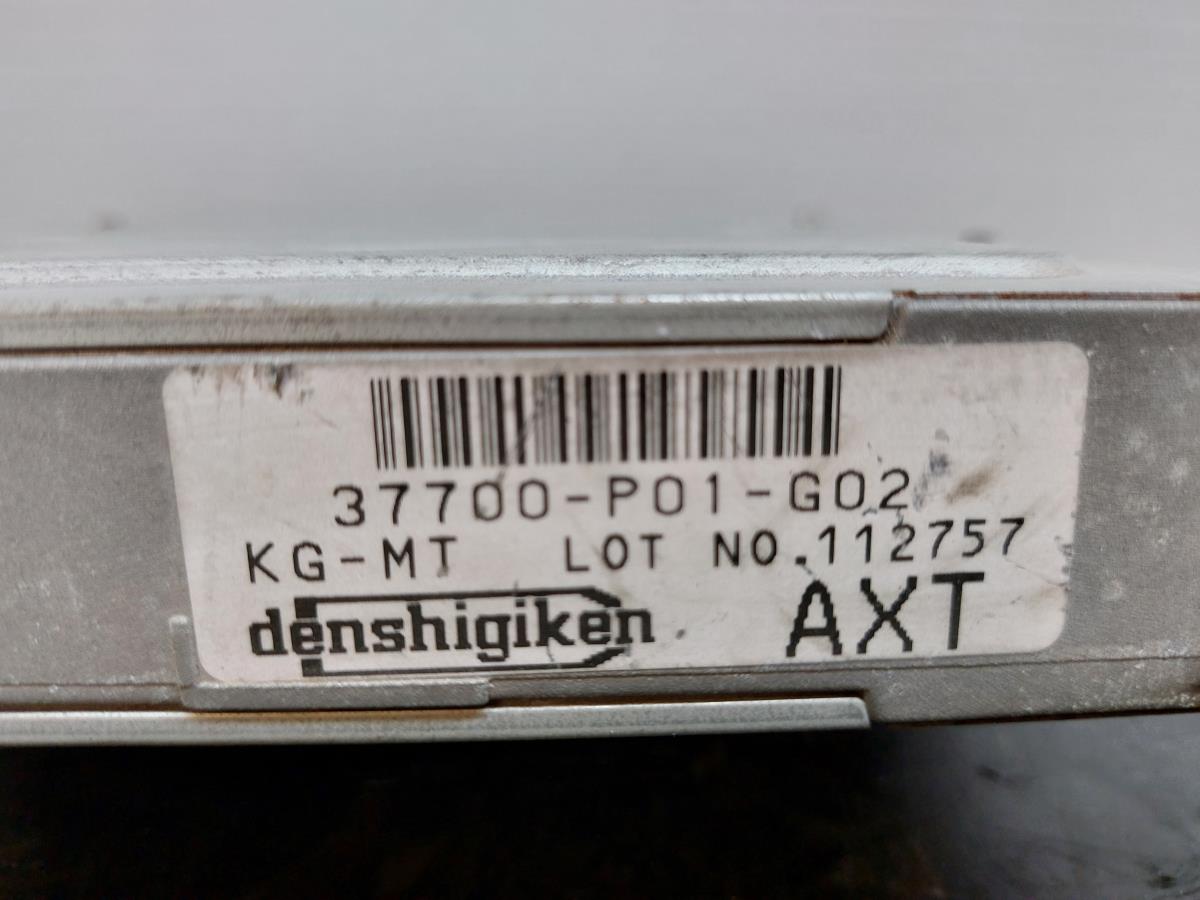 37700-P01-G02
KG-MT LOT NO.112757
denshigiken AXT